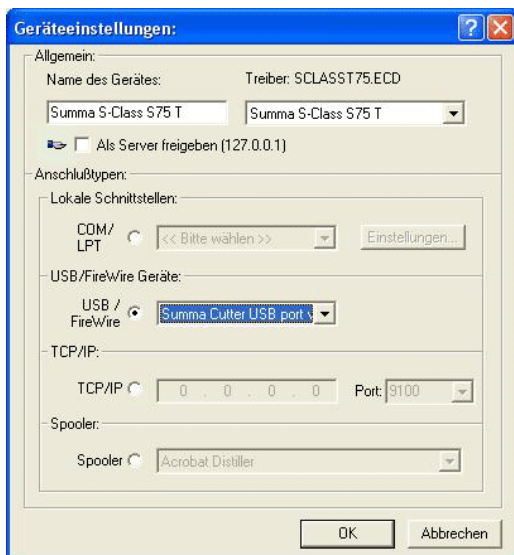 Geräteeinstellungen:
Allgemein:
Name des Gerätes:
Treiber: SCLASST75.ECD
Summa S-Class S75 T
Summa S-Class S75 T
Als Server freigeben (127.0.0.1)
Anschlußtypen:
Lokale Schnittstellen:
COM/
LPT
<< Bitte wählen >>
Einstellungen...
USB/FireWire Geräte:
USB /
FireWire
Summa Cutter USB port v
TCP/IP:
TCP/IP
0 . 0 . 0 . 0
Port:
9100
Spooler:
Spooler
Acrobat Distiller
OK
Abbrechen